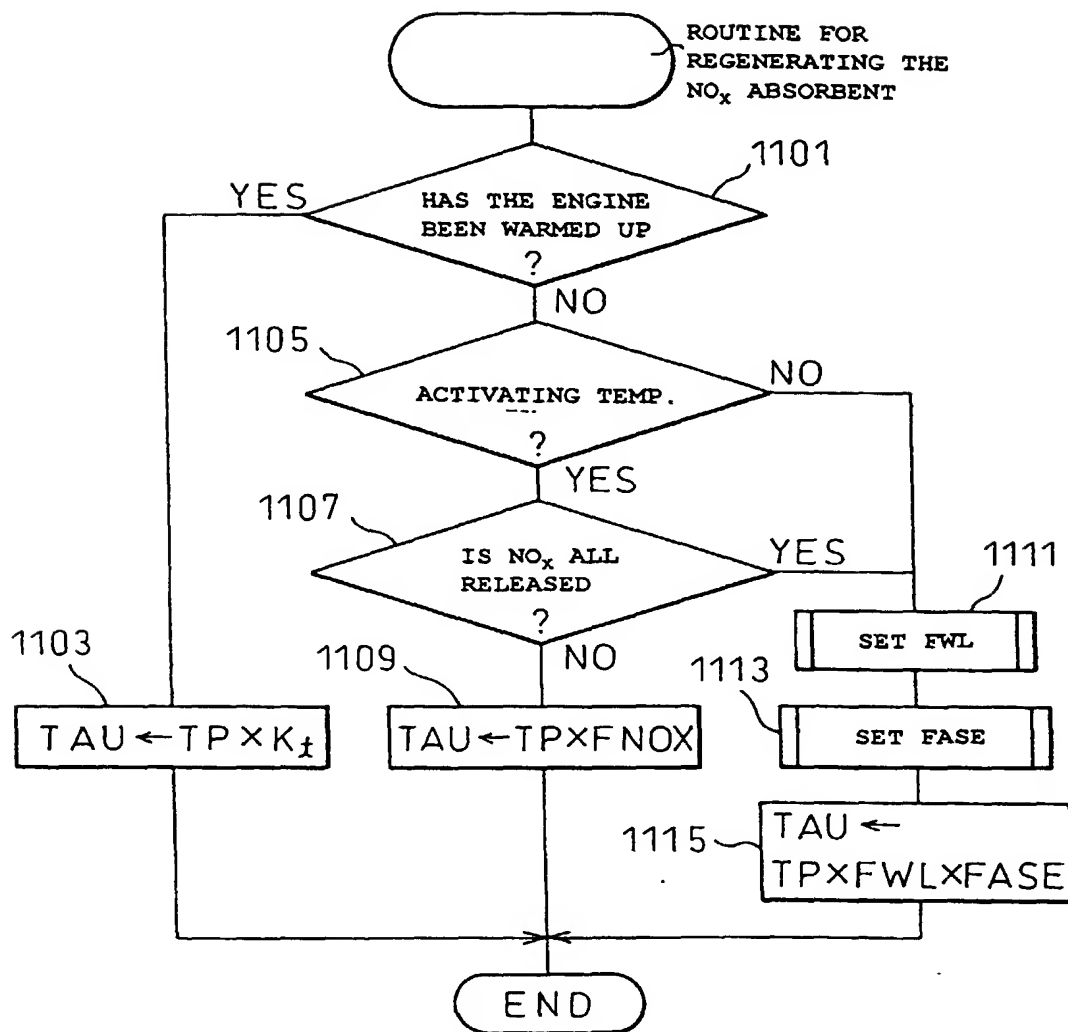 ROUTINE FOR
REGENERATING THE
NOx ABSORBENT
1101
YES
HAS THE ENGINE
BEEN WARMED UP
?
NO
1105
NO
ACTIVATING TEMP.
?
YES
1107
IS NOx ALL
RELEASED
YES
?
NO
1111
SET FWL
1103
1109
1113
TAU ← TP × Kt
TAU ← TP × FNOX
SET FASE
1115
TAU ←
TP × FWL × FASE
END